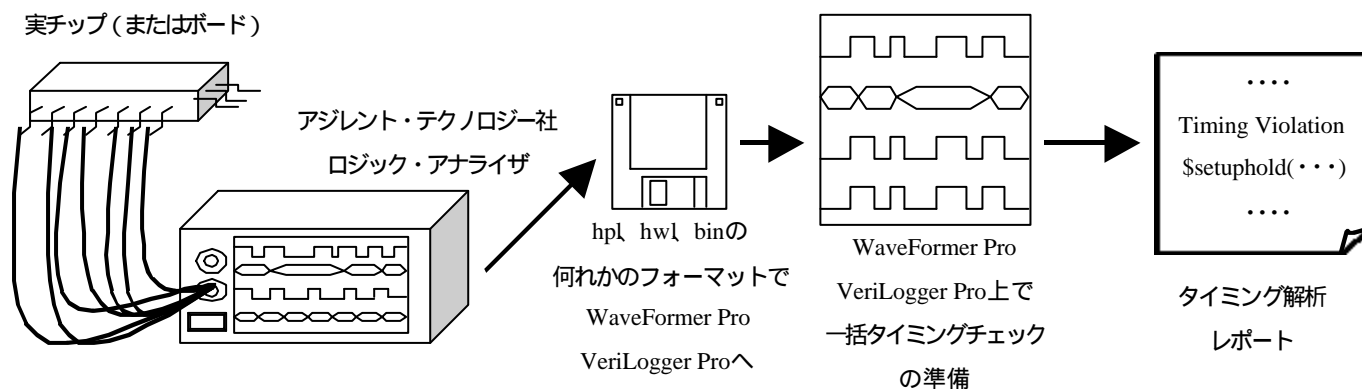 実チップ(またはボード)
アジレント・テクノロジー社
ロジック・アナライザ
hpl、hwl、binの
何れかのフォーマットで
WaveFormer Pro
VeriLogger Proへ
WaveFormer Pro
VeriLogger Pro上で
一括タイミングチェック
の準備
････
Timing Violation
$setuphold(･･･)
････
タイミング解析
レポート